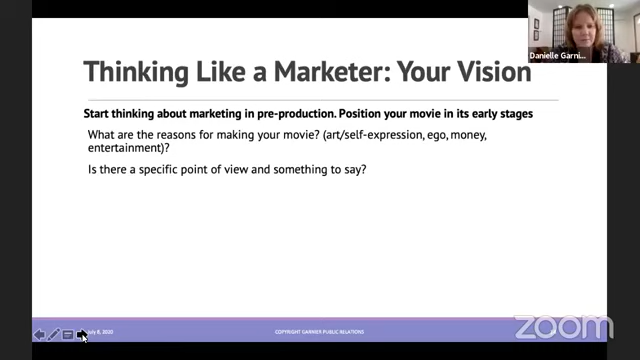 Danielle Garni...
Thinking Like a Marketer: Your Vision
Start thinking about marketing in pre-production. Position your movie in its early stages
What are the reasons for making your movie? (art/self-expression, ego, money,
entertainment)?
Is there a specific point of view and something to say?
July 8, 2020
COPYRIGHT GARNIER PUBLIC RELATIONS
zoom